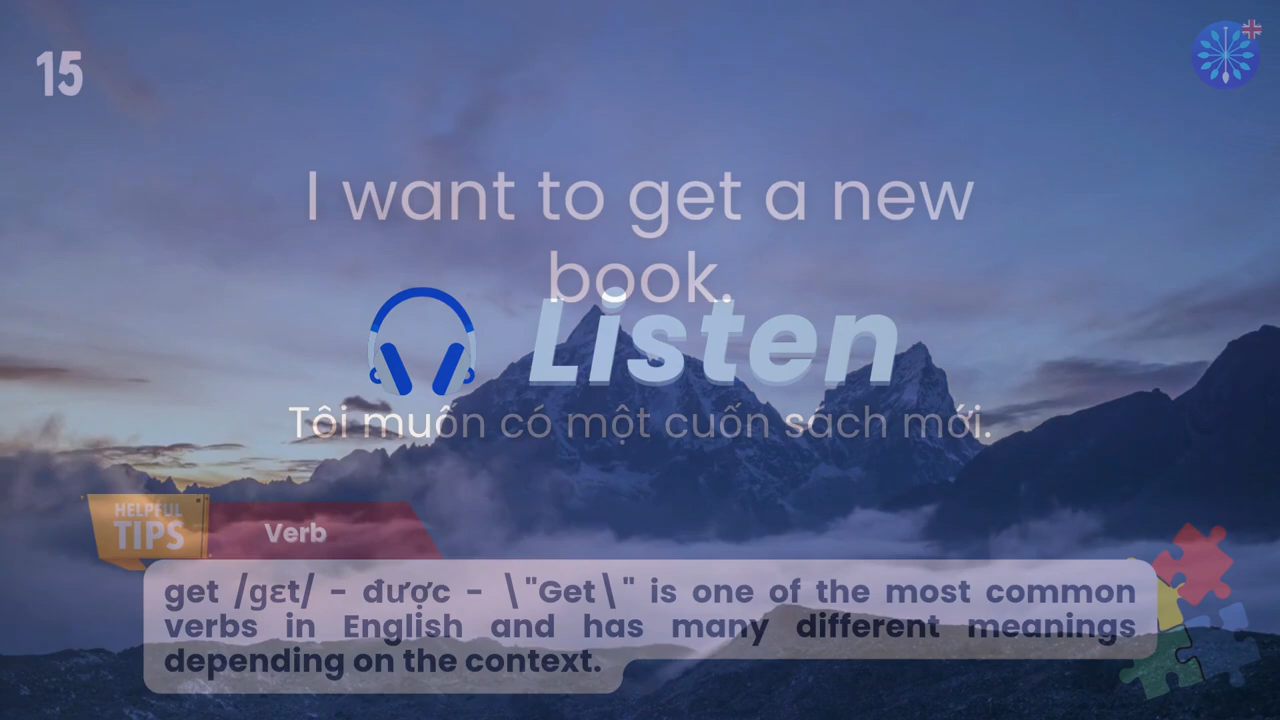 15
I want to get a new
book.
Listen
Tôi muốn có một cuốn sách mới.
HELPFUL
TIPS
Verb
get /gɛt/ - được - \"Get\" is one of the most common
verbs in English and has many different meanings
depending on the context.